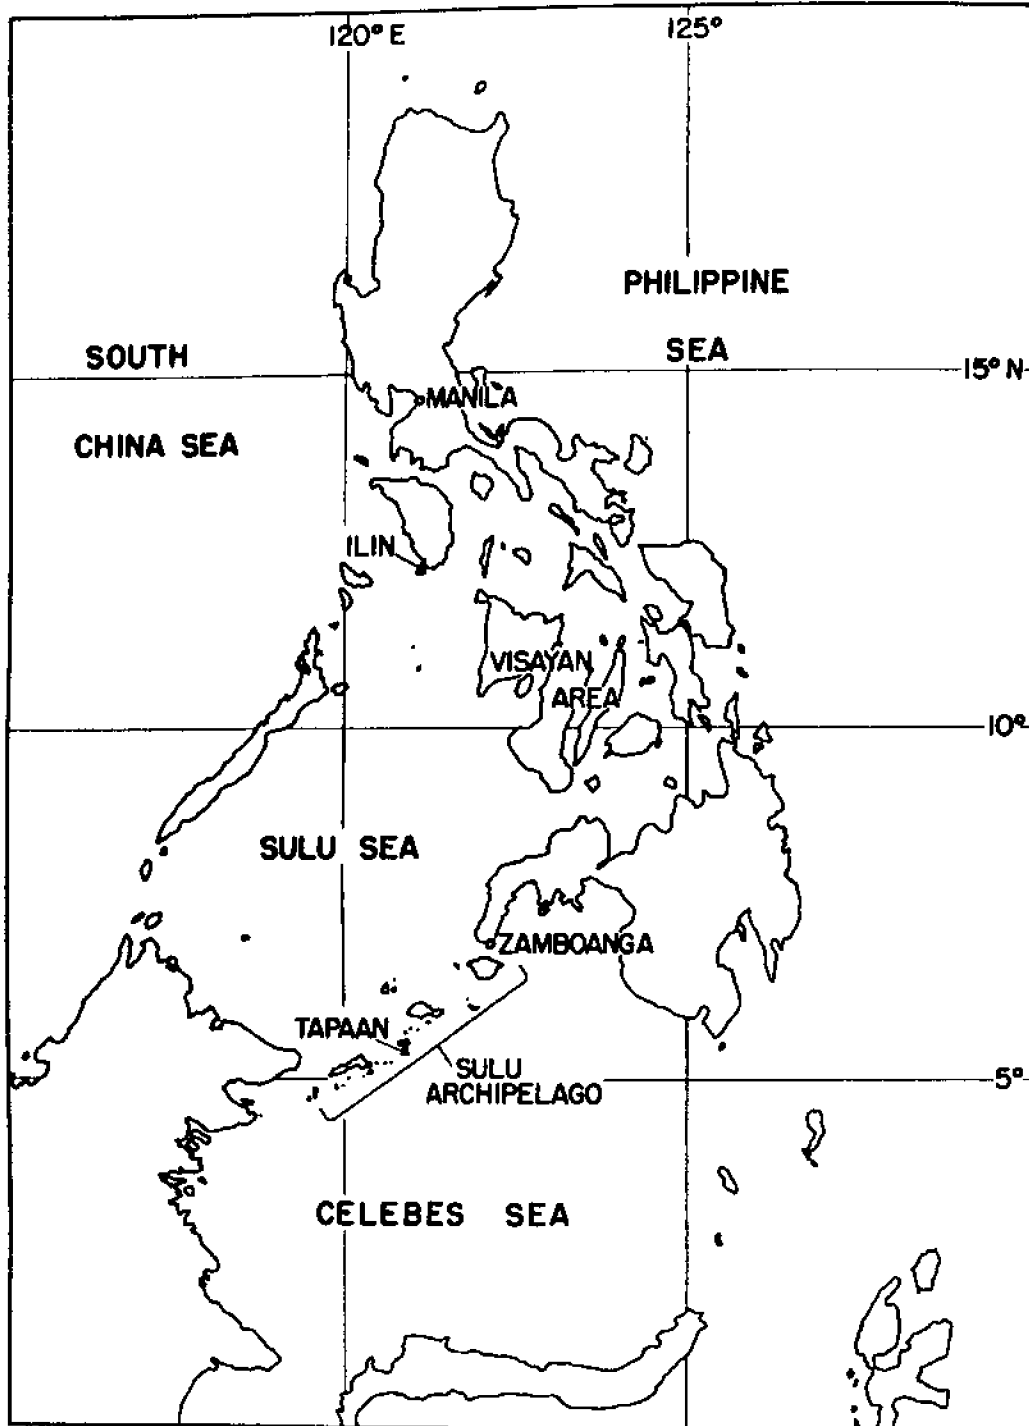 120° E
125°
PHILIPPINE
SEA
SOUTH
15° N
MANILA
CHINA SEA
ILIN
VISAYAN
AREA
10°
SULU SEA
ZAMBOANGA
TAPAAN
SULU
ARCHIPELAGO
5°
CELEBES SEA